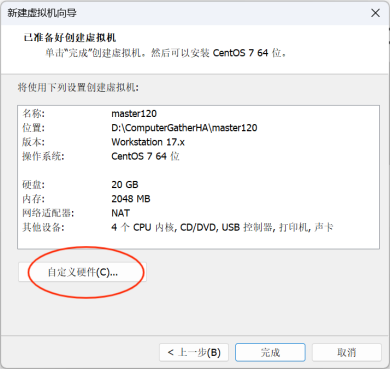 新建虚拟机向导
已准备好创建虚拟机
单击“完成”创建虚拟机。然后可以安装 CentOS 7 64 位。
将使用下列设置创建虚拟机:
名称: master120
位置: D:\ComputerGatherHA\master120
版本: Workstation 17.x
操作系统: CentOS 7 64 位
硬盘: 20 GB
内存: 2048 MB
网络适配器: NAT
其他设备: 4 个 CPU 内核, CD/DVD, USB 控制器, 打印机, 声卡
自定义硬件(C)...
< 上一步(B) 完成 取消